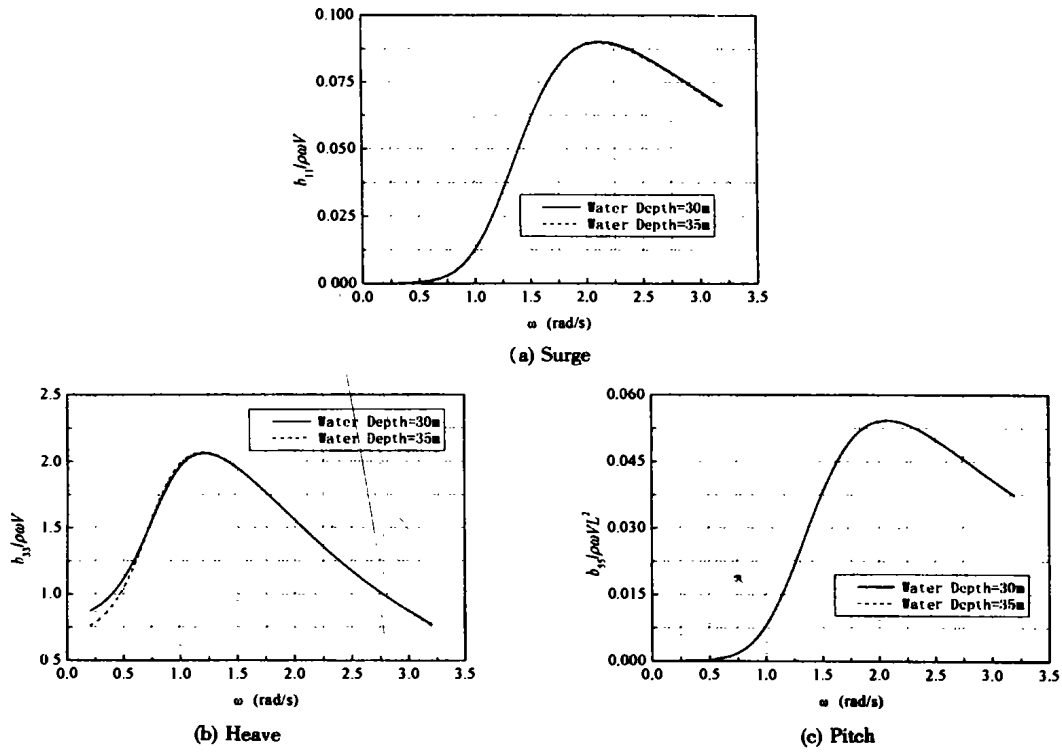 0.100
0.075
0.050
0.025
0.000
b₁₁/ρωV
Water Depth=30m
Water Depth=35m
0.0 0.5 1.0 1.5 2.0 2.5 3.0 3.5
ω (rad/s)
(a) Surge
2.5
2.0
1.5
1.0
0.5
b₃₃/ρωV
Water Depth=30m
Water Depth=35m
0.0 0.5 1.0 1.5 2.0 2.5 3.0 3.5
ω (rad/s)
(b) Heave
0.060
0.045
0.030
0.015
0.000
b₅₅/ρωVL²
Water Depth=30m
Water Depth=35m
0.0 0.5 1.0 1.5 2.0 2.5 3.0 3.5
ω (rad/s)
(c) Pitch